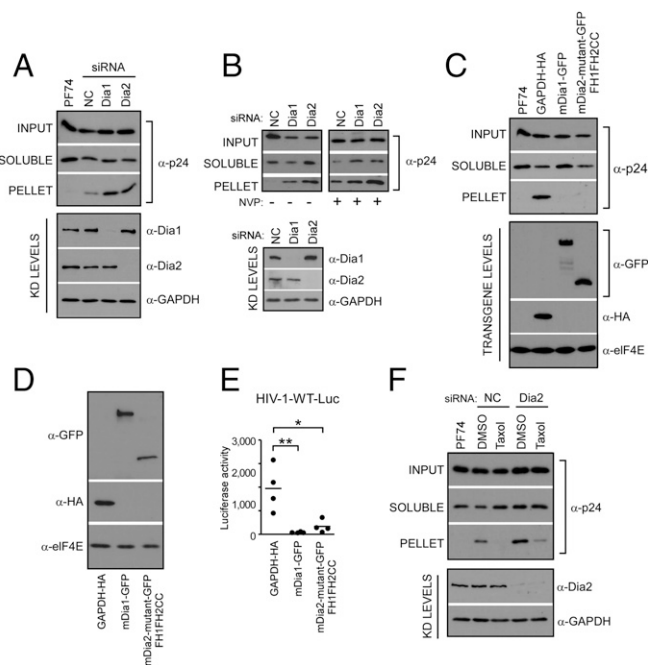 A
siRNA
PF74
NC
Dia1
Dia2
INPUT
SOLUBLE
PELLET
α-p24
KD LEVELS
α-Dia1
α-Dia2
α-GAPDH
B
siRNA:
NC
Dia1
Dia2
NC
Dia1
Dia2
INPUT
SOLUBLE
PELLET
α-p24
NVP: - - - + + +
siRNA:
NC
Dia1
Dia2
KD LEVELS
α-Dia1
α-Dia2
α-GAPDH
C
PF74
GAPDH-HA
mDia1-GFP
mDia2-mutant-GFP
FH1FH2CC
INPUT
SOLUBLE
PELLET
α-p24
TRANSGENE LEVELS
α-GFP
α-HA
α-eIF4E
D
α-GFP
α-HA
α-eIF4E
GAPDH-HA
mDia1-GFP
mDia2-mutant-GFP
FH1FH2CC
E
HIV-1-WT-Luc
*
**
Luciferase activity
3,000
2,000
1,000
0
GAPDH-HA
mDia1-GFP
mDia2-mutant-GFP
FH1FH2CC
F
siRNA: NC Dia2
PF74
DMSO
Taxol
DMSO
Taxol
INPUT
SOLUBLE
PELLET
α-p24
KD LEVELS
α-Dia2
α-GAPDH